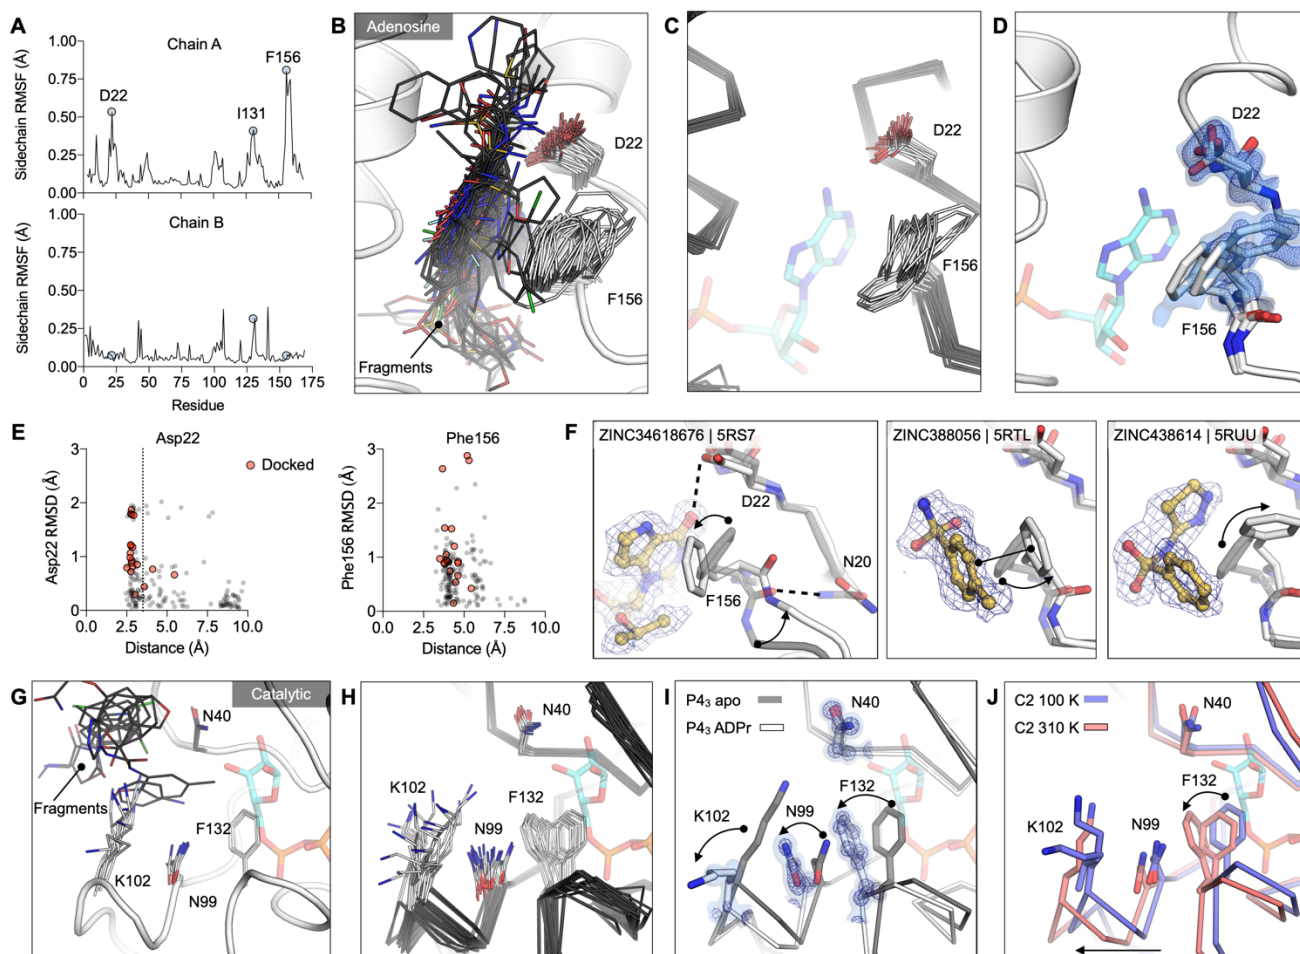 A
Chain A
Sidechain RMSF (Å)
1.00
0.75
0.50
0.25
0.00
D22
I131
F156
Chain B
Sidechain RMSF (Å)
1.00
0.75
0.50
0.25
0.00
0
25
50
75
100
125
150
175
Residue
B
Adenosine
D22
F156
Fragments
C
D22
F156
D
D22
F156
E
Asp22
Docked
Asp22 RMSD
3
2
1
0
0.0
2.5
5.0
7.5
10.0
Distance (Å)
Phe156
Phe156 RMSD
3
2
1
0
0.0
2.5
5.0
7.5
10.0
Distance (Å)
F
ZINC34618676 | 5RS7
D22
N20
F156
ZINC388056 | 5RTL
ZINC438614 | 5RUU
G
Catalytic
N40
Fragments
F132
K102
N99
H
N40
K102
F132
N99
I
P4₃ apo
P4₃ ADPr
N40
F132
K102
N99
J
C2 100 K
C2 310 K
N40
F132
K102
N99